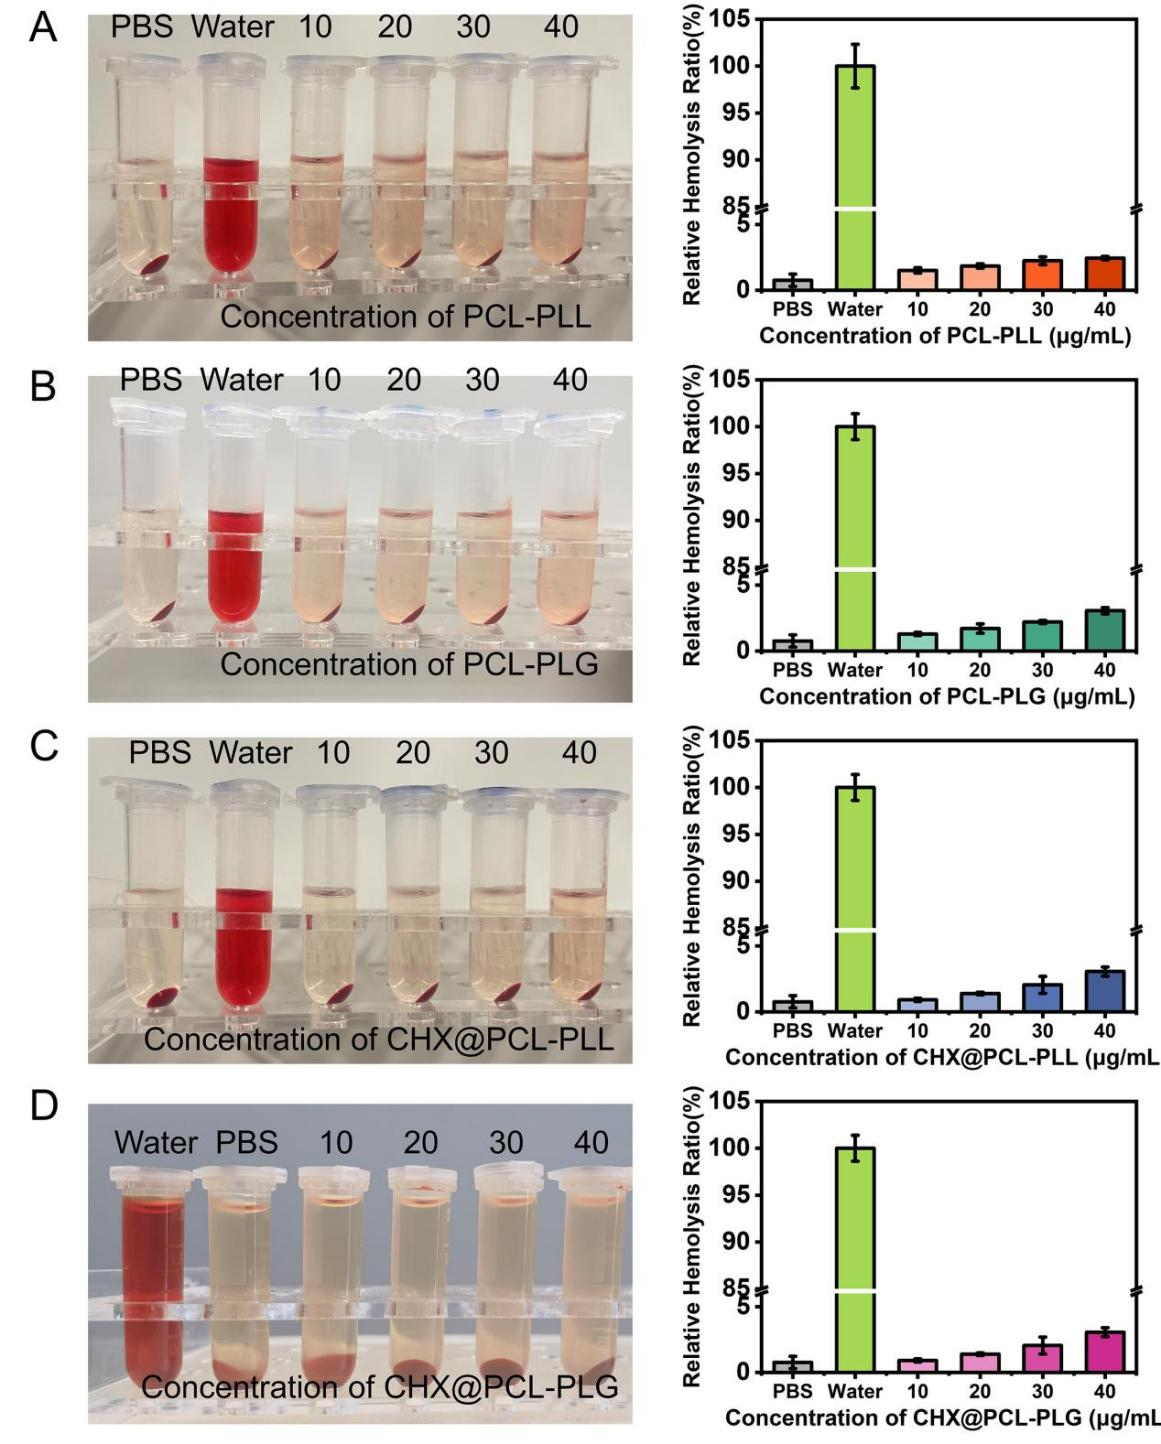 A
PBS Water 10 20 30 40
Concentration of PCL-PLL
Relative Hemolysis Ratio(%)
105
100
95
90
85
5
0
PBS Water 10 20 30 40
Concentration of PCL-PLL (µg/mL)
B
PBS Water 10 20 30 40
Concentration of PCL-PLG
Relative Hemolysis Ratio(%)
105
100
95
90
85
5
0
PBS Water 10 20 30 40
Concentration of PCL-PLG (µg/mL)
C
PBS Water 10 20 30 40
Concentration of CHX@PCL-PLL
Relative Hemolysis Ratio(%)
105
100
95
90
85
5
0
PBS Water 10 20 30 40
Concentration of CHX@PCL-PLL (µg/mL
D
Water PBS 10 20 30 40
Concentration of CHX@PCL-PLG
Relative Hemolysis Ratio(%)
105
100
95
90
85
5
0
PBS Water 10 20 30 40
Concentration of CHX@PCL-PLG (µg/mL